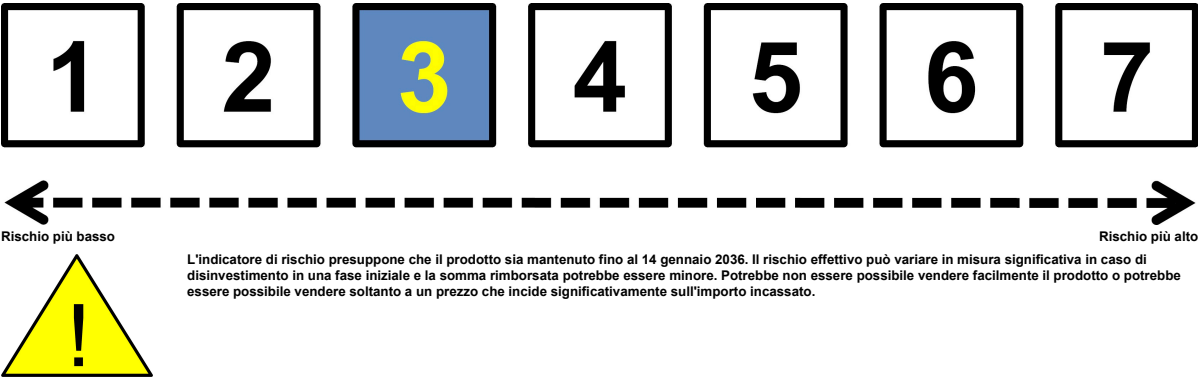 1 2 3 4 5 6 7
Rischio più basso Rischio più alto
L'indicatore di rischio presuppone che il prodotto sia mantenuto fino al 14 gennaio 2036. Il rischio effettivo può variare in misura significativa in caso di
disinvestimento in una fase iniziale e la somma rimborsata potrebbe essere minore. Potrebbe non essere possibile vendere facilmente il prodotto o potrebbe
essere possibile vendere soltanto a un prezzo che incide significativamente sull'importo incassato.
!